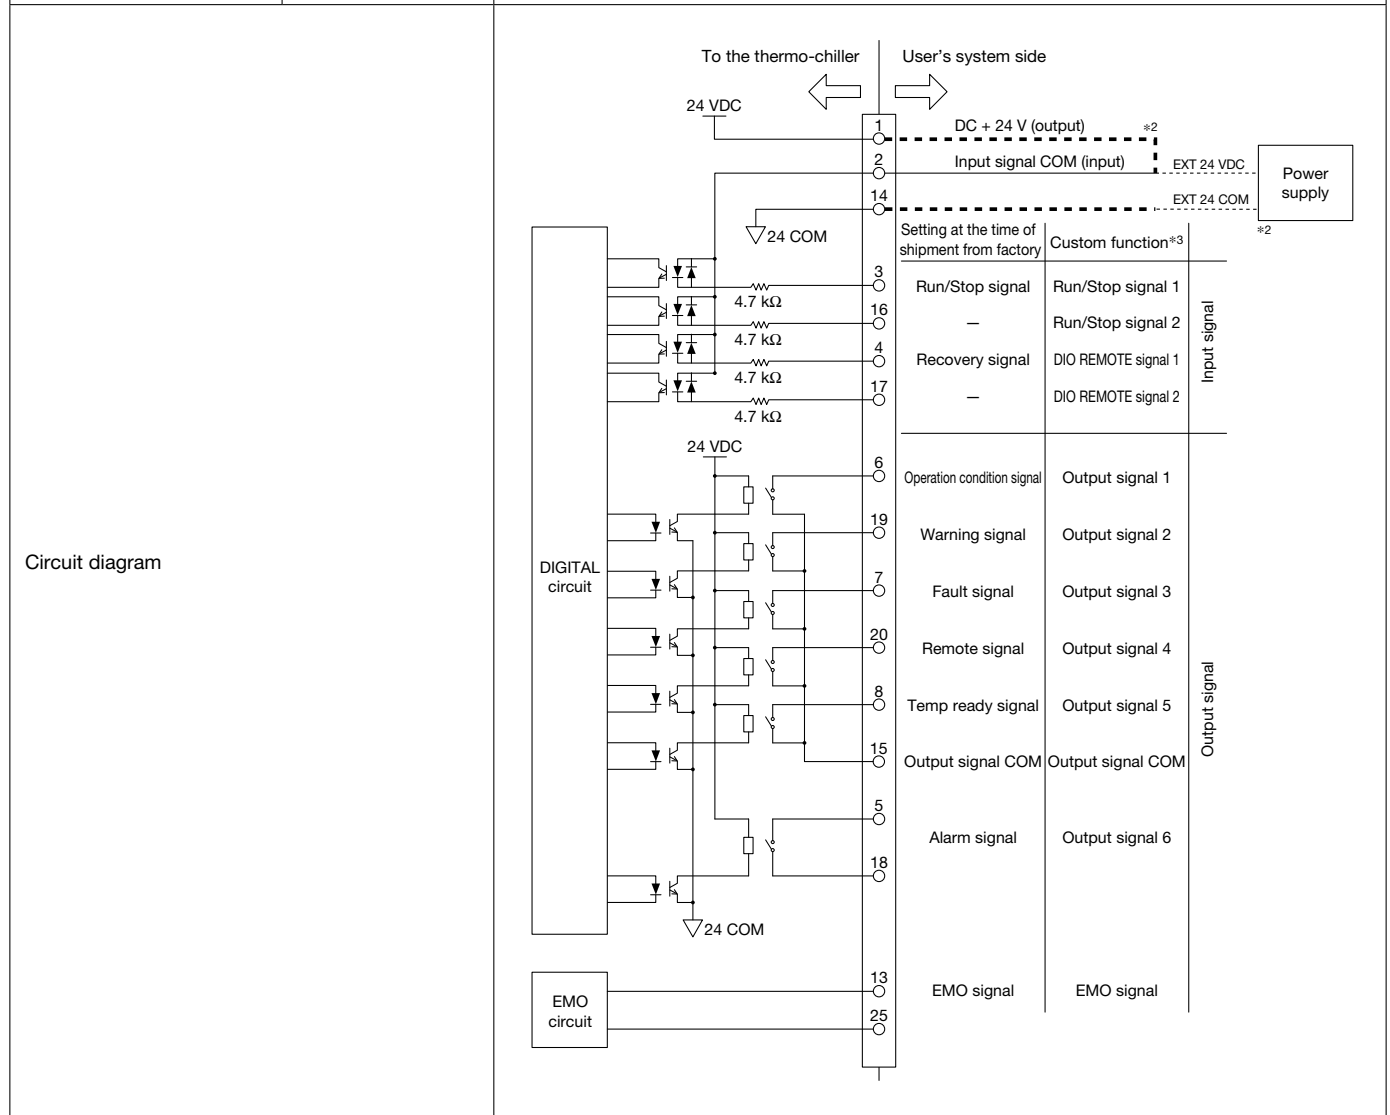 Circuit diagram
To the thermo-chiller
User's system side
24 VDC
1
DC + 24 V (output)
*2
2
Input signal COM (input)
EXT 24 VDC
Power
supply
14
EXT 24 COM
*2
24 COM
Setting at the time of
shipment from factory
Custom function*3
3
Run/Stop signal
Run/Stop signal 1
4.7 kΩ
16
—
Run/Stop signal 2
4.7 kΩ
4
Recovery signal
DIO REMOTE signal 1
4.7 kΩ
17
—
DIO REMOTE signal 2
4.7 kΩ
Input signal
24 VDC
6
Operation condition signal
Output signal 1
19
Warning signal
Output signal 2
DIGITAL
circuit
7
Fault signal
Output signal 3
20
Remote signal
Output signal 4
8
Temp ready signal
Output signal 5
15
Output signal COM
Output signal COM
Output signal
5
Alarm signal
Output signal 6
18
24 COM
EMO
circuit
13
EMO signal
EMO signal
25